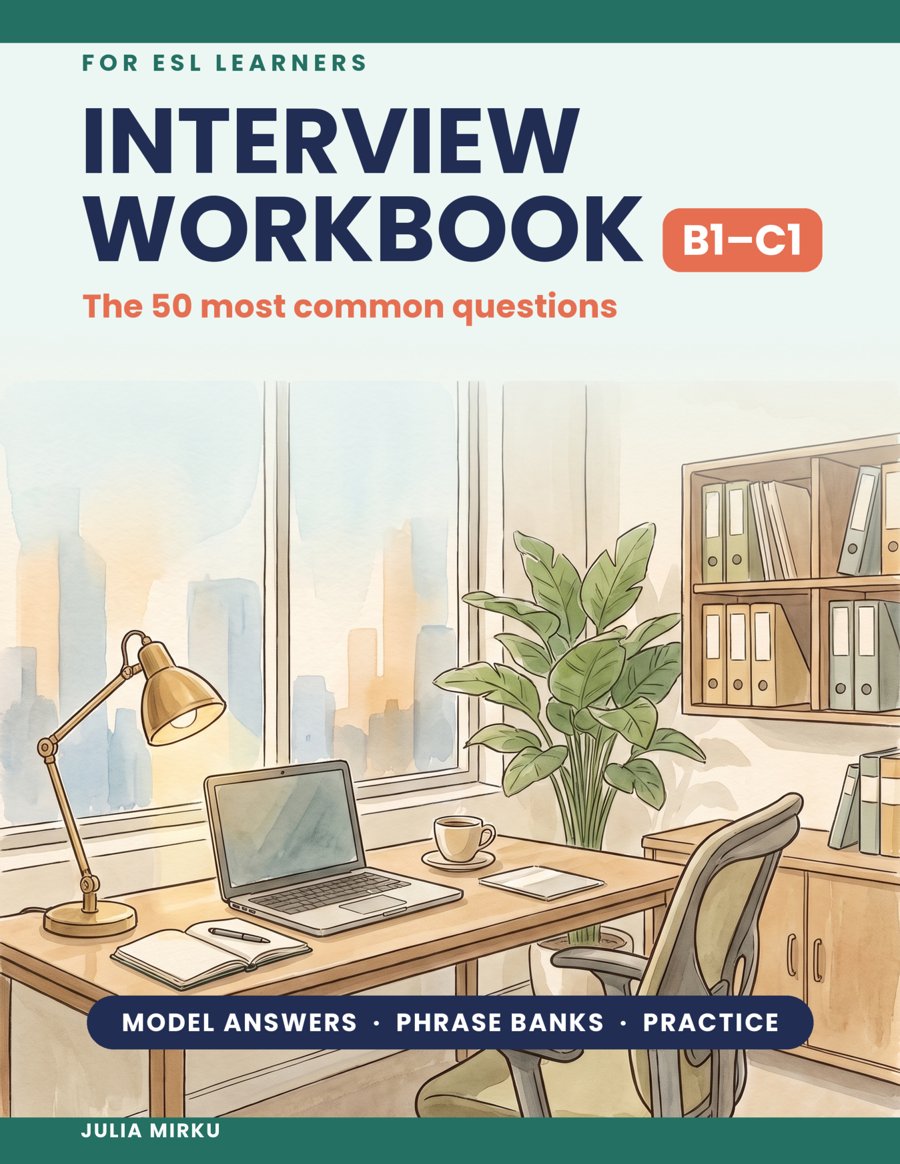 FOR ESL LEARNERS
INTERVIEW
WORKBOOK B1–C1
The 50 most common questions
MODEL ANSWERS · PHRASE BANKS · PRACTICE
JULIA MIRKU